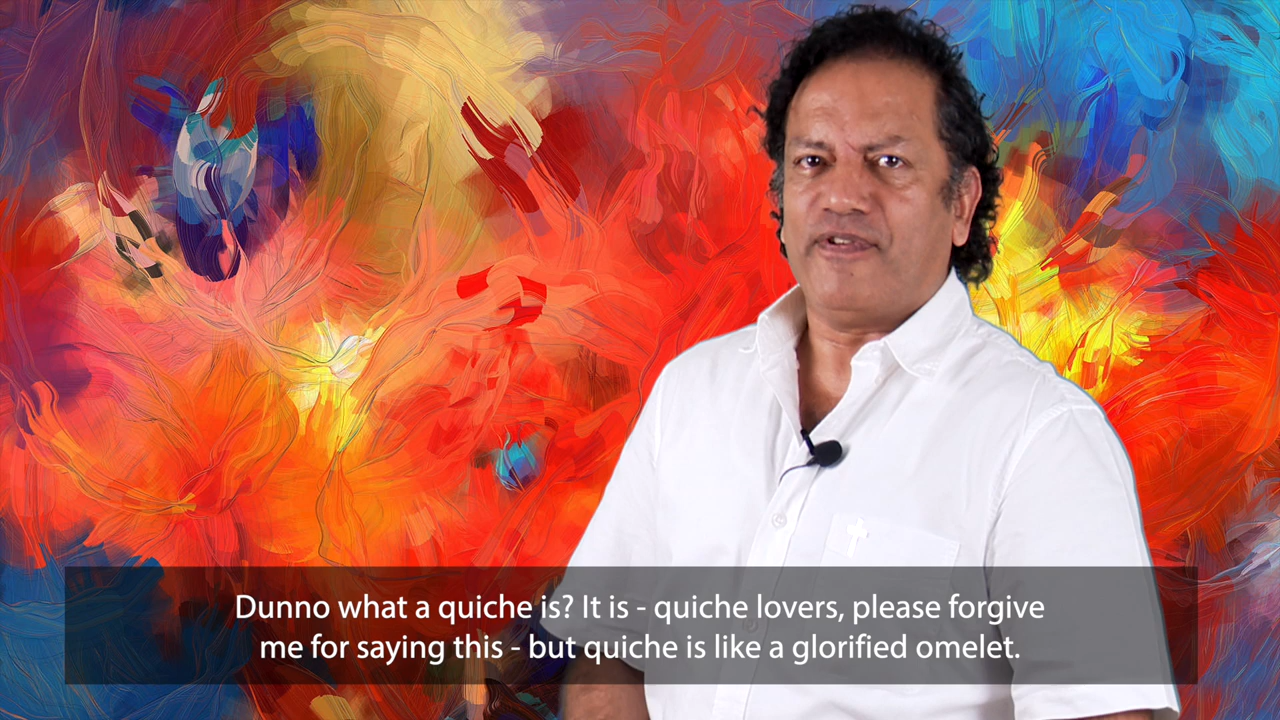 Dunno what a quiche is? It is - quiche lovers, please forgive
me for saying this - but quiche is like a glorified omelet.